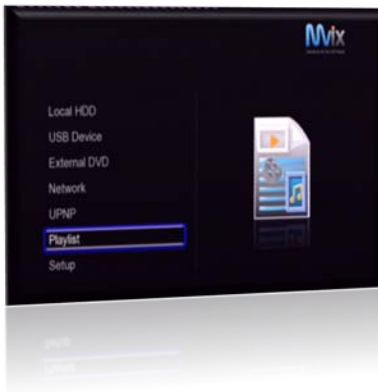 Mvix
Local HDD
USB Device
External DVD
Network
UPNP
Playlist
Setup